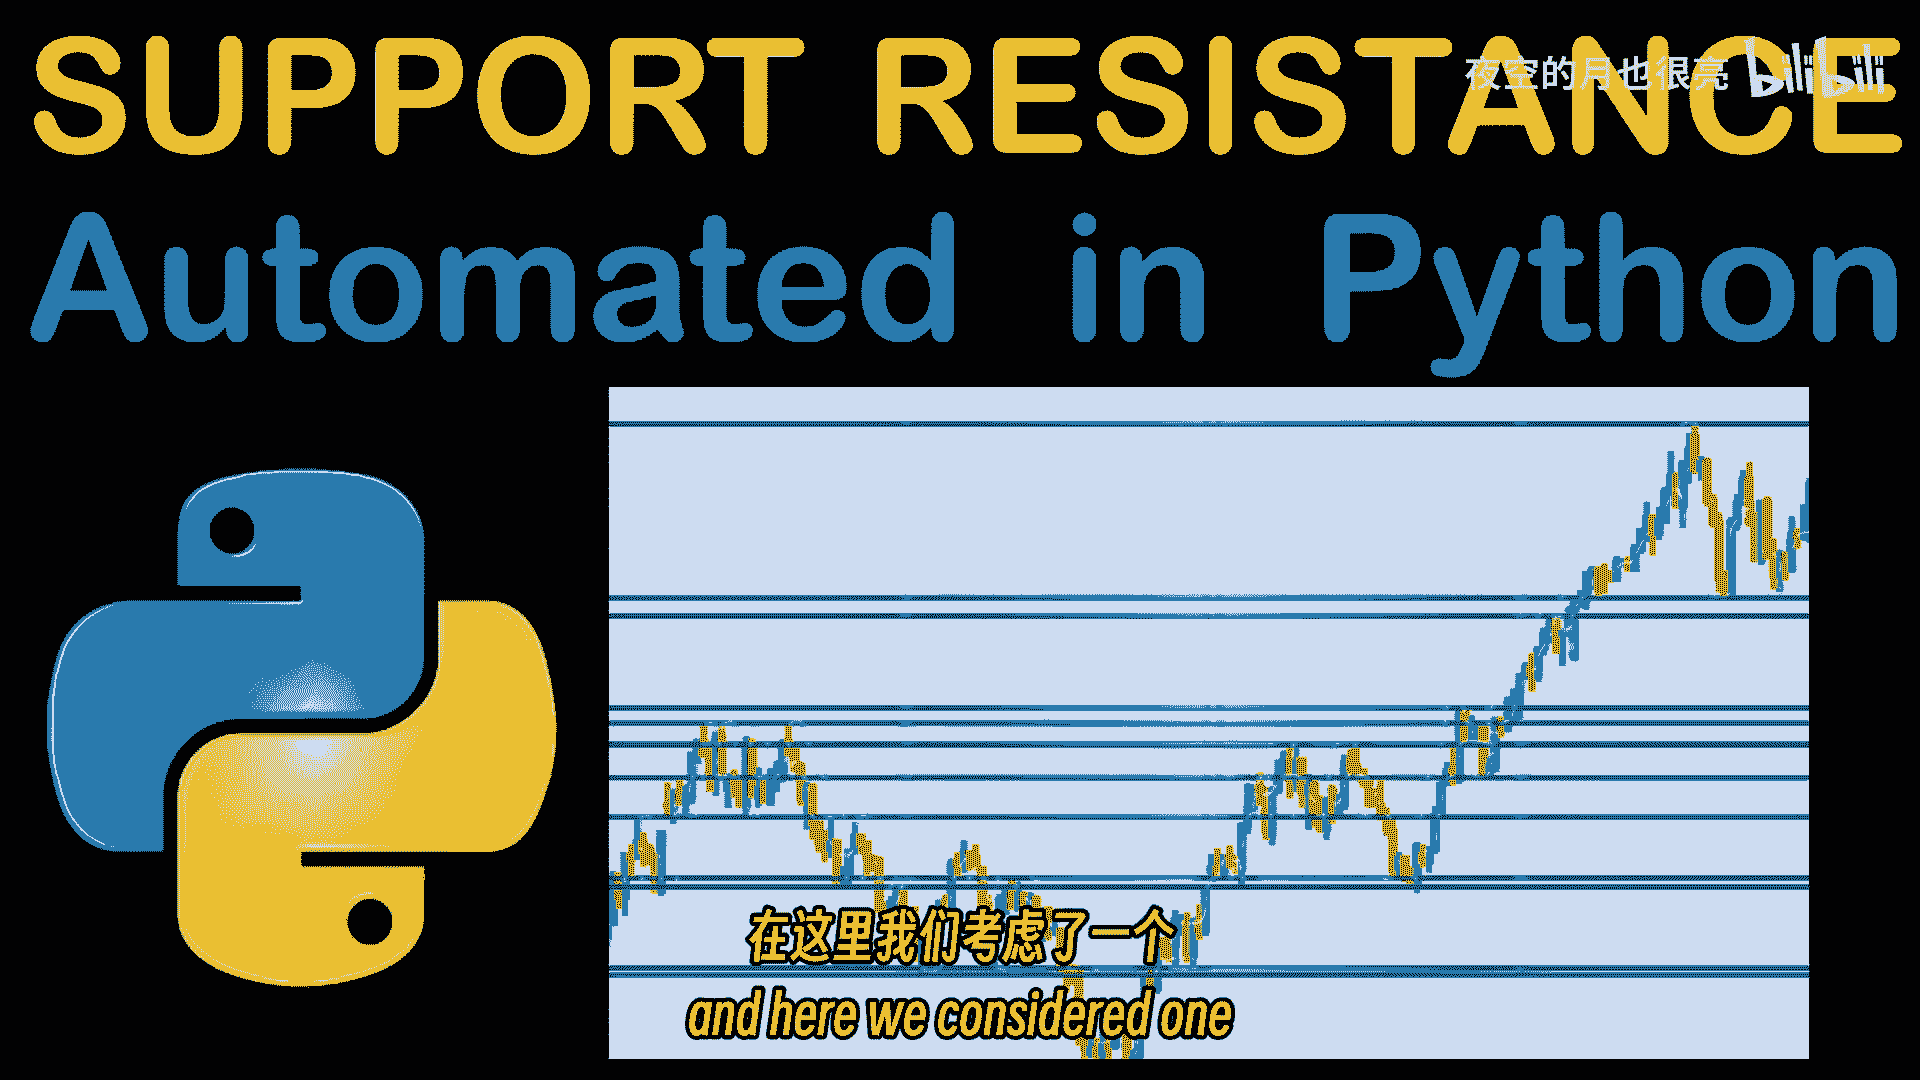 SUPPORT RESISTANCE
夜空的月也很亮 bilibili
Automated in Python
在这里我们考虑了一个
and here we considered one